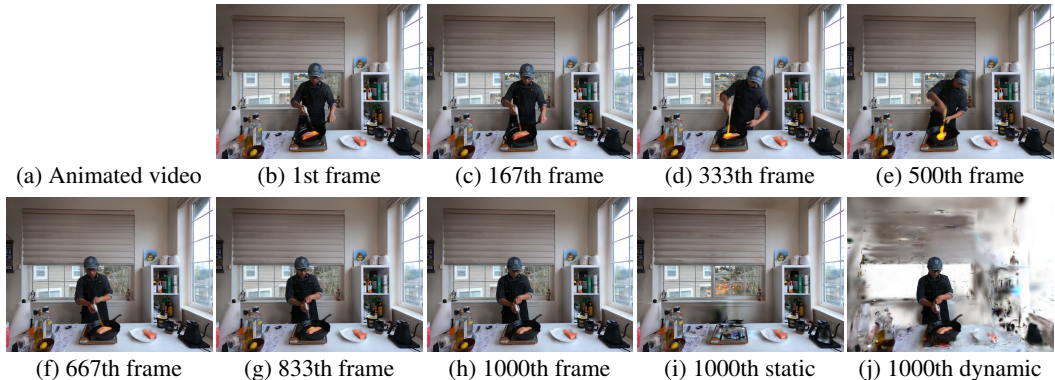 (a) Animated video
(b) 1st frame
(c) 167th frame
(d) 333th frame
(e) 500th frame
(f) 667th frame
(g) 833th frame
(h) 1000th frame
(i) 1000th static
(j) 1000th dynamic